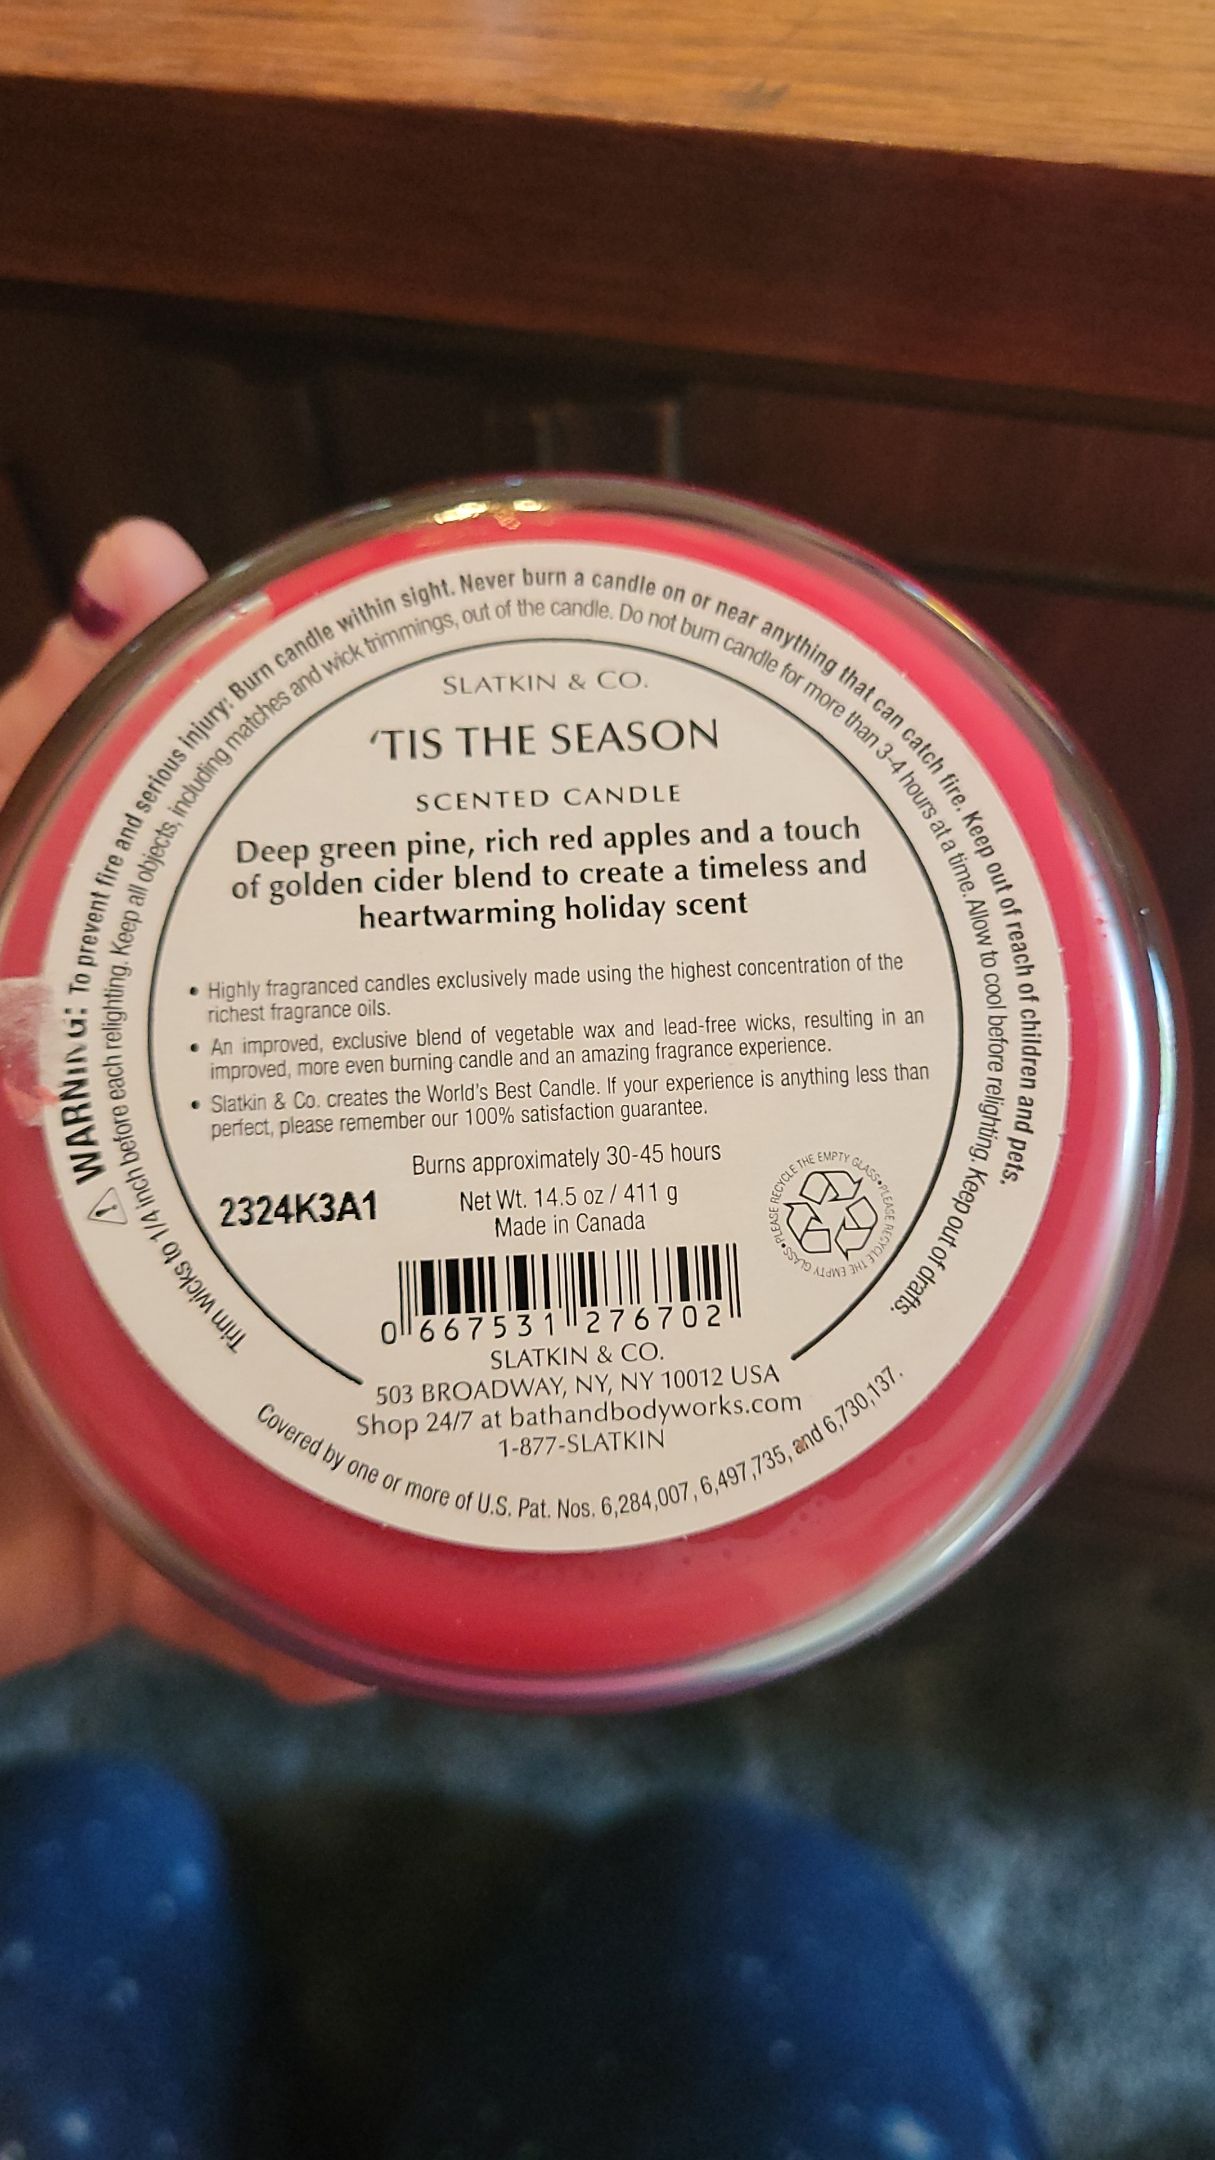 ⚠ WARNING: To prevent fire and serious injury: Burn candle within sight. Never burn a candle on or near anything that can catch fire. Keep out of reach of children and pets.
Trim wicks to 1/4 inch before each relighting. Keep all objects, including matches and wick trimmings, out of the candle. Do not burn candle for more than 3-4 hours at a time. Allow to cool before relighting. Keep out of drafts.
SLATKIN & CO.
'TIS THE SEASON
SCENTED CANDLE
Deep green pine, rich red apples and a touch
of golden cider blend to create a timeless and
heartwarming holiday scent
• Highly fragranced candles exclusively made using the highest concentration of the
richest fragrance oils.
• An improved, exclusive blend of vegetable wax and lead-free wicks, resulting in an
improved, more even burning candle and an amazing fragrance experience.
• Slatkin & Co. creates the World's Best Candle. If your experience is anything less than
perfect, please remember our 100% satisfaction guarantee.
Burns approximately 30-45 hours
2324K3A1
Net Wt. 14.5 oz / 411 g
Made in Canada
PLEASE RECYCLE THE EMPTY GLASS • PLEASE RECYCLE THE EMPTY GLASS •
0 667531 276702
SLATKIN & CO.
503 BROADWAY, NY, NY 10012 USA
Shop 24/7 at bathandbodyworks.com
1-877-SLATKIN
Covered by one or more of U.S. Pat. Nos. 6,284,007, 6,497,735, and 6,730,137.